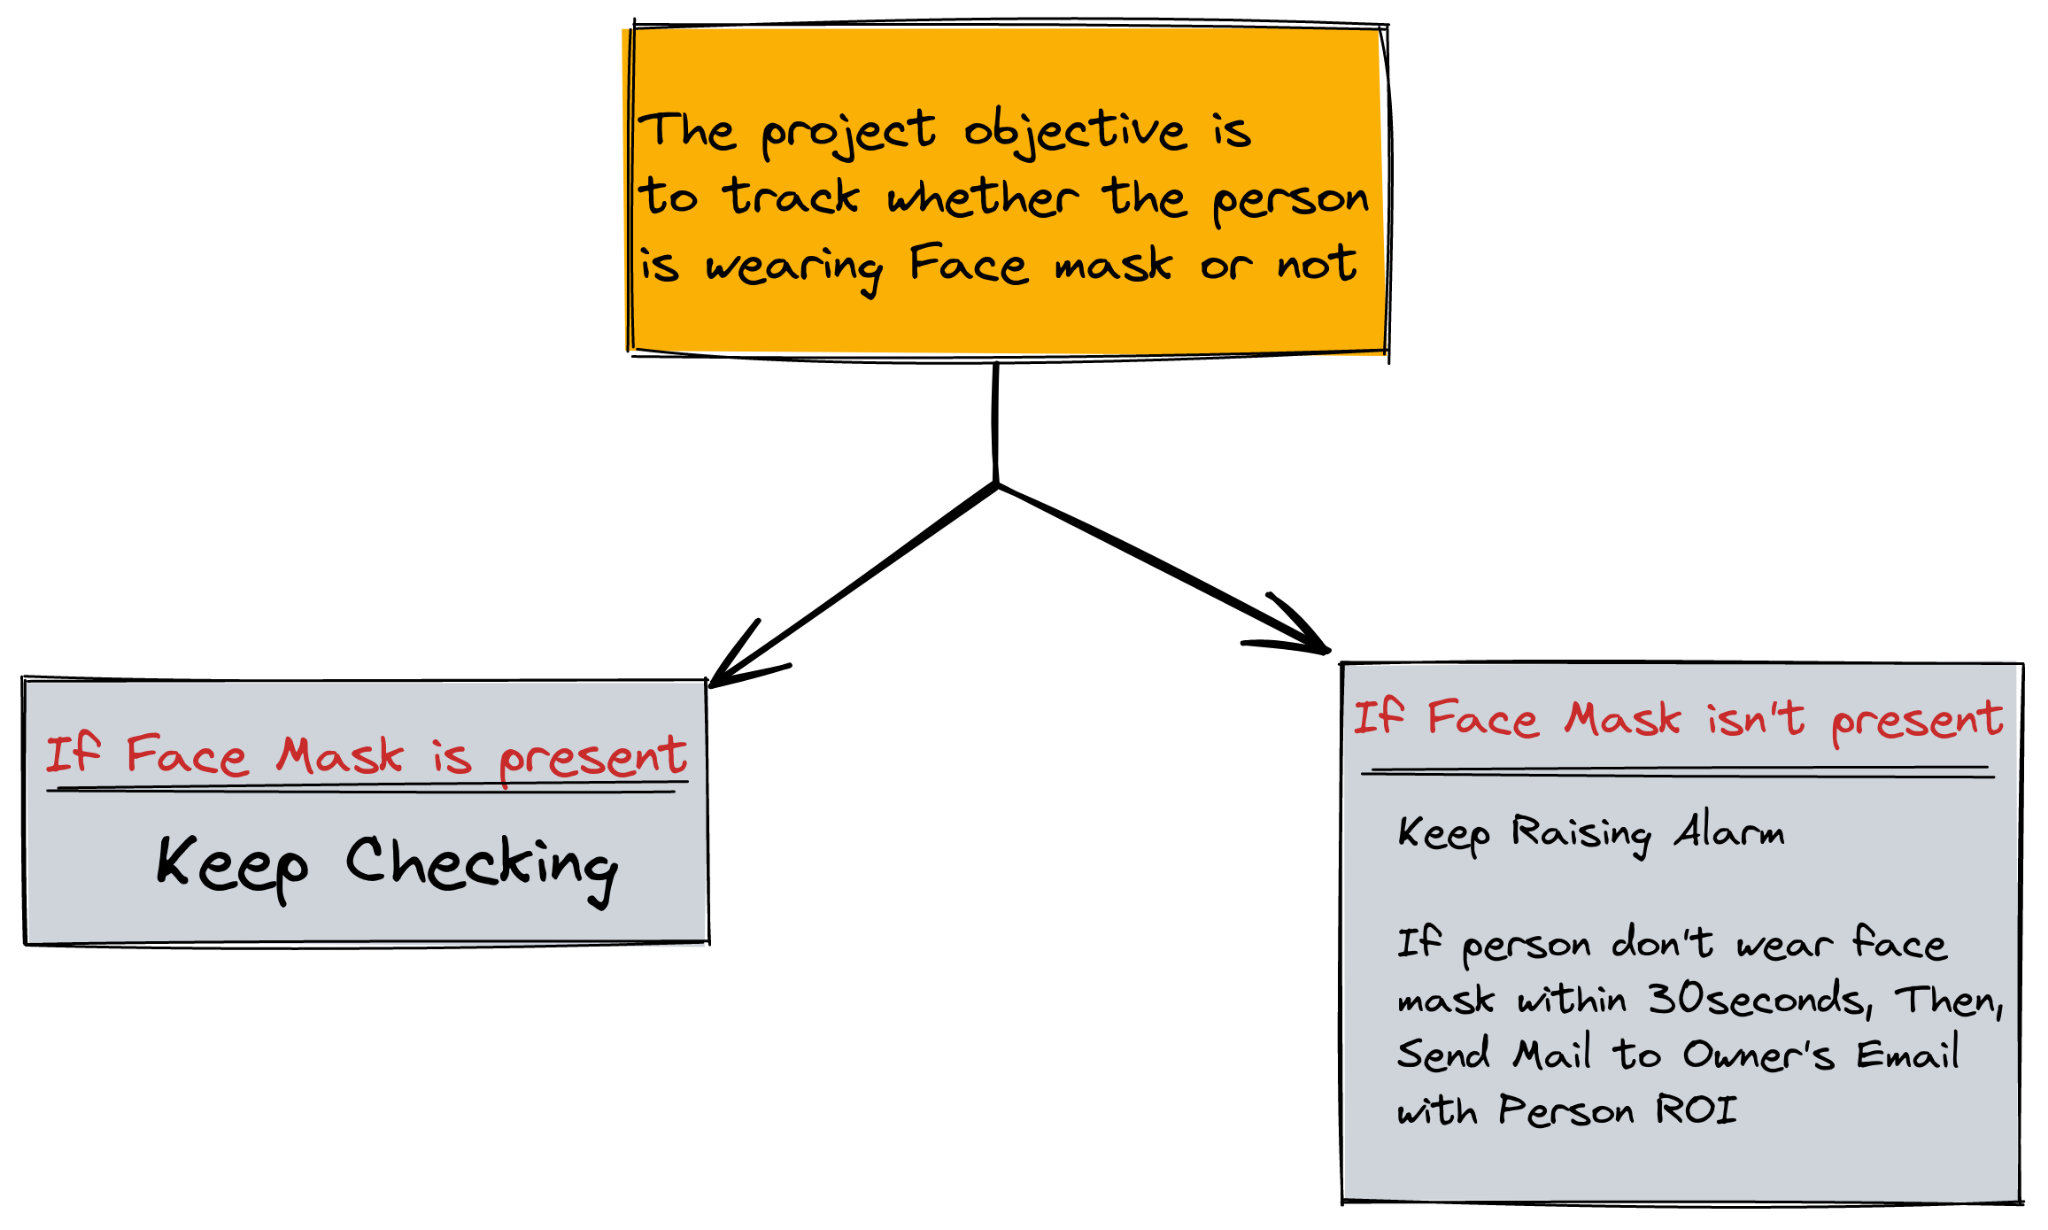 The project objective is
to track whether the person
is wearing Face mask or not
If Face Mask is present
Keep Checking
If Face Mask isn't present
Keep Raising Alarm
If person don't wear face
mask within 30seconds, Then,
Send Mail to Owner's Email
with Person ROI